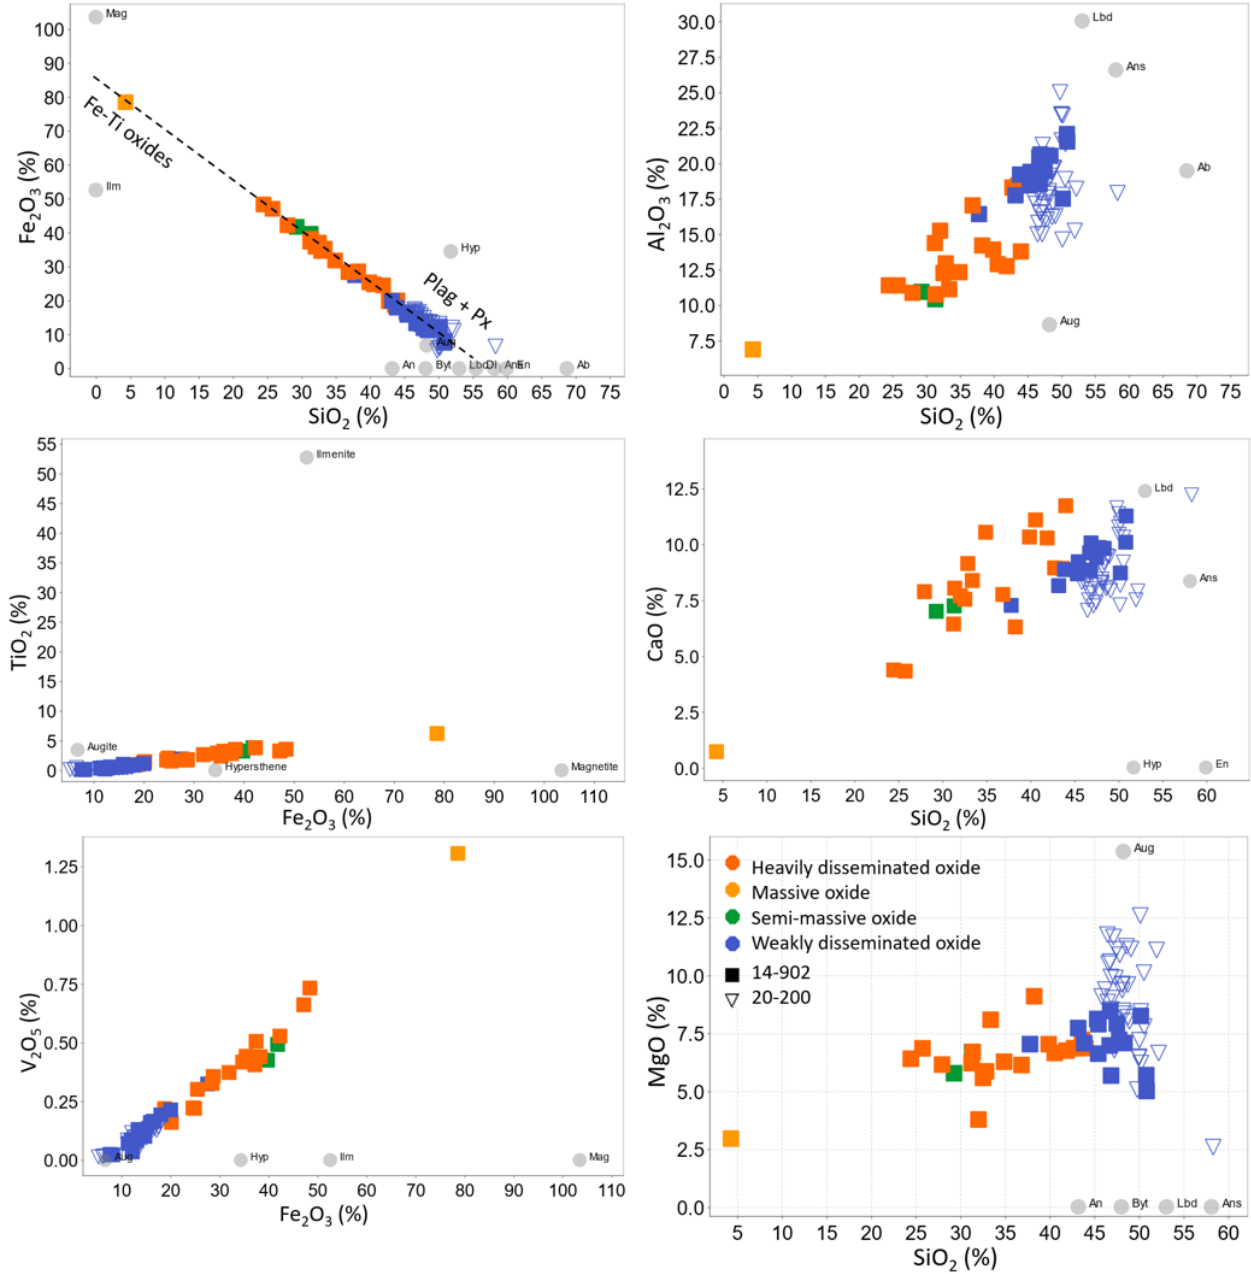 Fe₂O₃ (%)
100
90
80
70
60
50
40
30
20
10
0
Mag
Ilm
Fe-Ti oxides
Hyp
Plag + Px
An
Byt
Lbd
Di
Ans
En
Ab
0 5 10 15 20 25 30 35 40 45 50 55 60 65 70 75
SiO₂ (%)
Al₂O₃ (%)
30.0
27.5
25.0
22.5
20.0
17.5
15.0
12.5
10.0
7.5
Lbd
Ans
Ab
Aug
0 5 10 15 20 25 30 35 40 45 50 55 60 65 70 75
SiO₂ (%)
TiO₂ (%)
55
50
45
40
35
30
25
20
15
10
5
0
Ilmenite
Augite
Hypersthene
Magnetite
10 20 30 40 50 60 70 80 90 100 110
Fe₂O₃ (%)
CaO (%)
12.5
10.0
7.5
5.0
2.5
0.0
Lbd
Ans
Hyp
En
5 10 15 20 25 30 35 40 45 50 55 60
SiO₂ (%)
V₂O₅ (%)
1.25
1.00
0.75
0.50
0.25
0.00
Aug
Hyp
Ilm
Mag
10 20 30 40 50 60 70 80 90 100 110
Fe₂O₃ (%)
MgO (%)
15.0
12.5
10.0
7.5
5.0
2.5
0.0
Aug
Heavily disseminated oxide
Massive oxide
Semi-massive oxide
Weakly disseminated oxide
14-902
20-200
An
Byt
Lbd
Ans
5 10 15 20 25 30 35 40 45 50 55 60
SiO₂ (%)